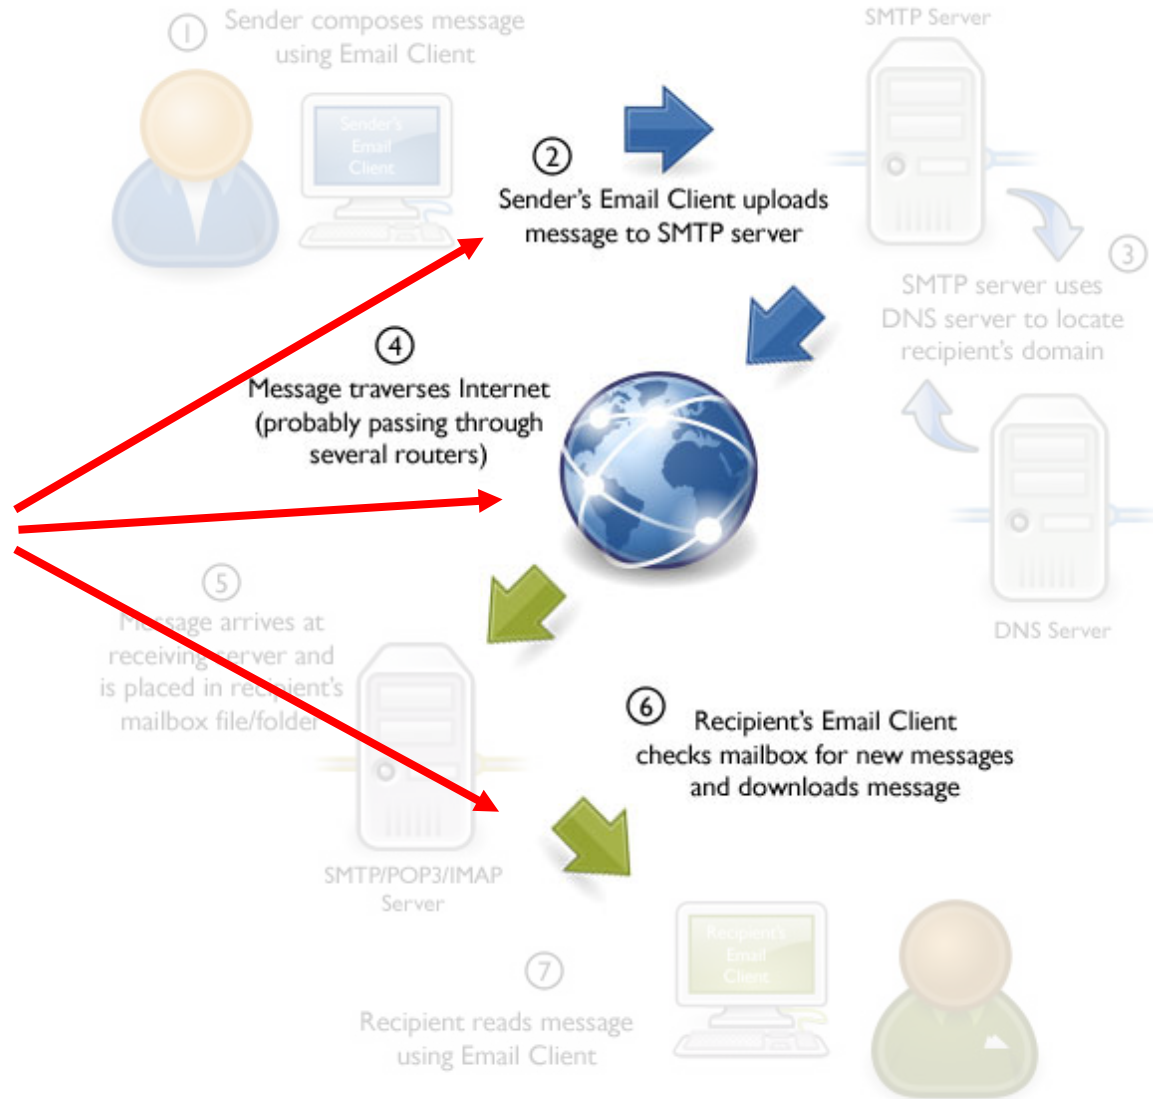 1
Sender composes message
using Email Client
Sender's
Email
Client
SMTP Server
2
Sender's Email Client uploads
message to SMTP server
3
SMTP server uses
DNS server to locate
recipient's domain
DNS Server
4
Message traverses Internet
(probably passing through
several routers)
5
Message arrives at
receiving server and
is placed in recipient's
mailbox file/folder
SMTP/POP3/IMAP
Server
6
Recipient's Email Client
checks mailbox for new messages
and downloads message
Recipient's
Email
Client
7
Recipient reads message
using Email Client